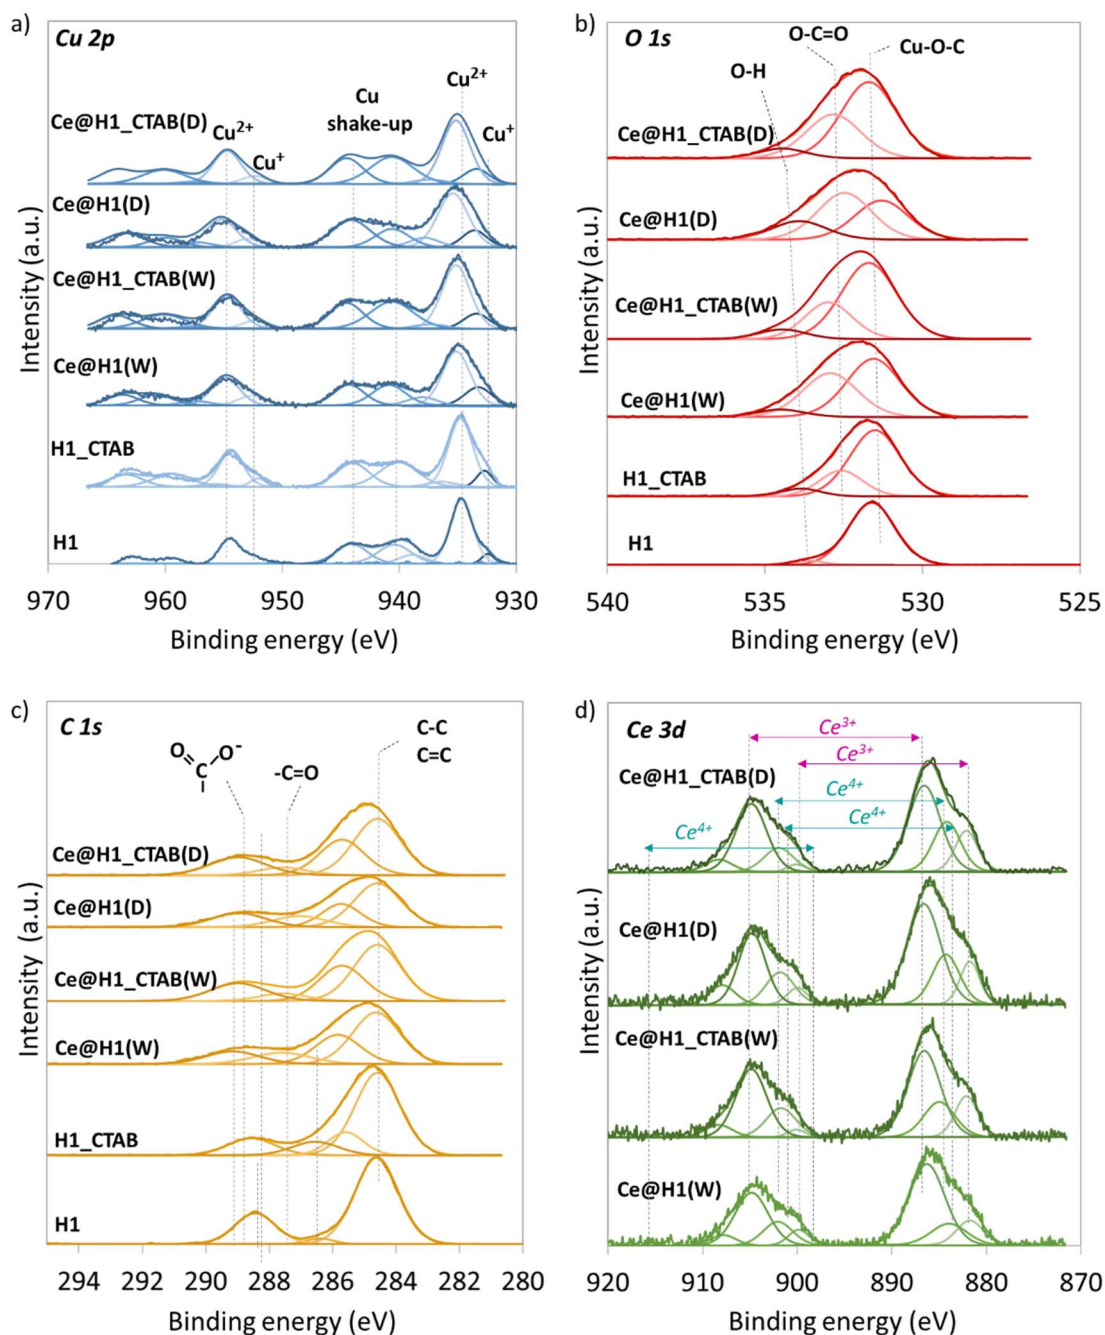 a)
Cu 2p
Cu²⁺
Cu
shake-up
Ce@H1_CTAB(D)
Cu²⁺
Cu⁺
Cu⁺
Ce@H1(D)
Ce@H1_CTAB(W)
Ce@H1(W)
H1_CTAB
H1
Intensity (a.u.)
970 960 950 940 930
Binding energy (eV)
b)
O 1s
O-C=O
Cu-O-C
O-H
Ce@H1_CTAB(D)
Ce@H1(D)
Ce@H1_CTAB(W)
Ce@H1(W)
H1_CTAB
H1
Intensity (a.u.)
540 535 530 525
Binding energy (eV)
c)
C 1s
C-C
C=C
O O⁻
C
-C=O
Ce@H1_CTAB(D)
Ce@H1(D)
Ce@H1_CTAB(W)
Ce@H1(W)
H1_CTAB
H1
Intensity (a.u.)
294 292 290 288 286 284 282 280
Binding energy (eV)
d)
Ce 3d
Ce³⁺
Ce³⁺
Ce@H1_CTAB(D)
Ce⁴⁺
Ce⁴⁺
Ce⁴⁺
Ce@H1(D)
Ce@H1_CTAB(W)
Ce@H1(W)
Intensity (a.u.)
920 910 900 890 880 870
Binding energy (eV)